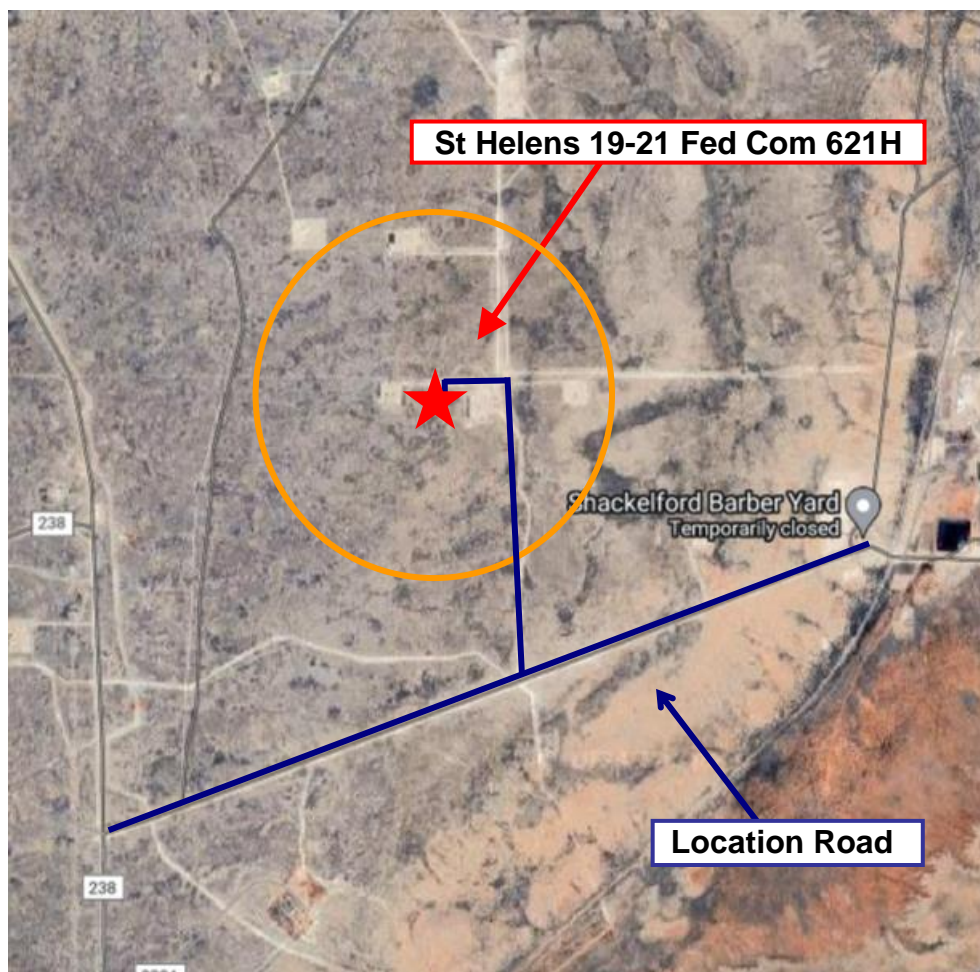 St Helens 19-21 Fed Com 621H
Shackelford Barber Yard
Temporarily closed
238
Location Road
238